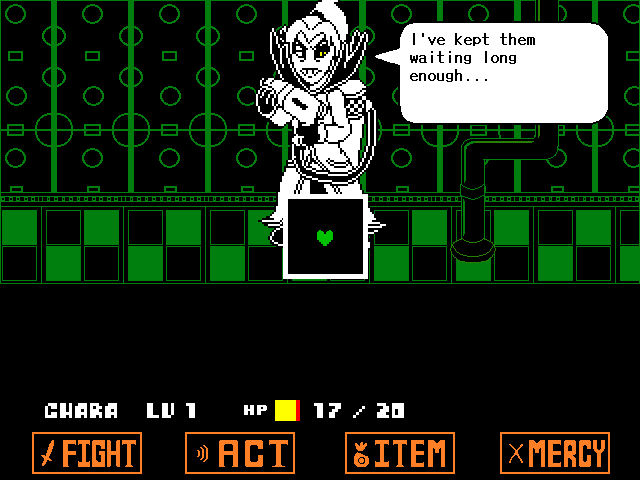 I've kept them
waiting long
enough...
CHARA LV 1 HP 17 / 20
FIGHT ACT ITEM MERCY